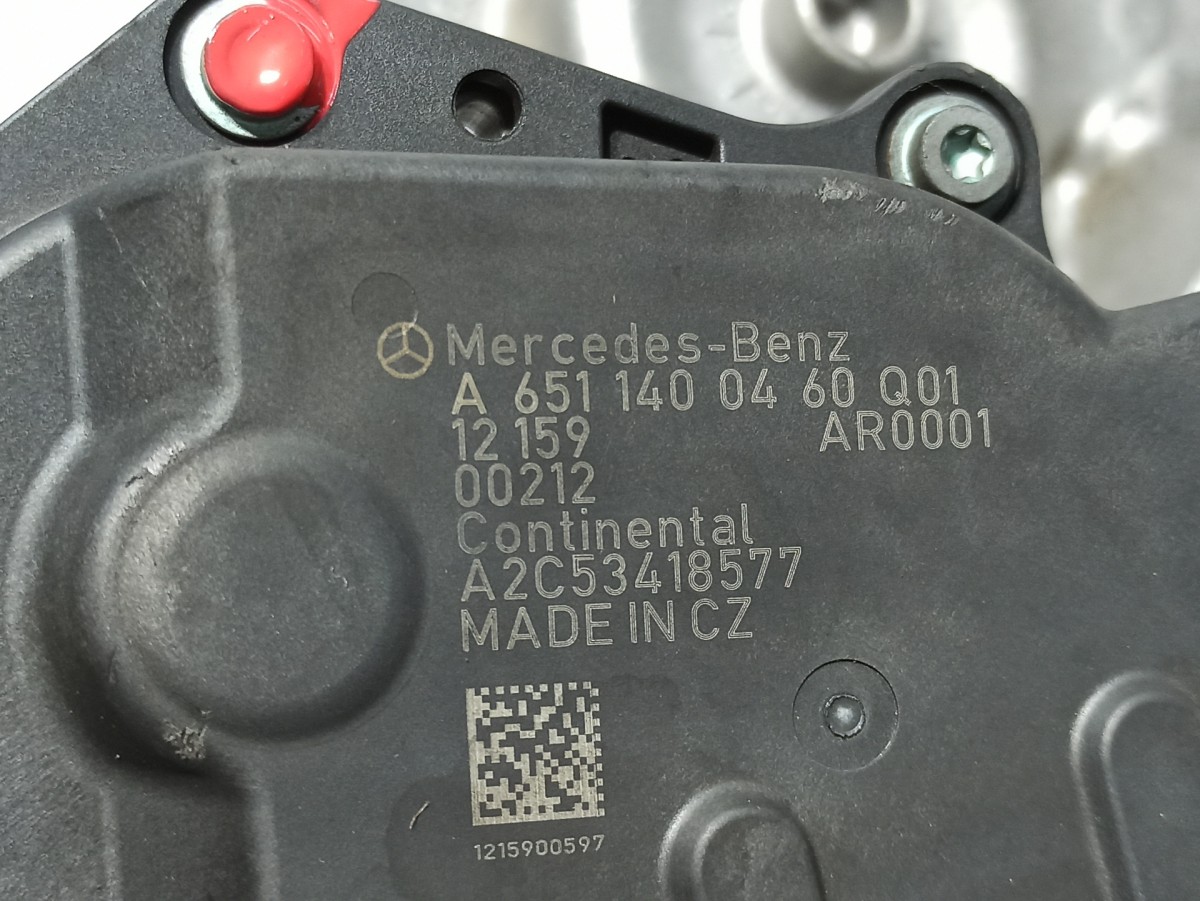 Mercedes-Benz
A 651 140 04 60 Q01
12 159 AR0001
00212
Continental
A2C53418577
MADE IN CZ
1215900597